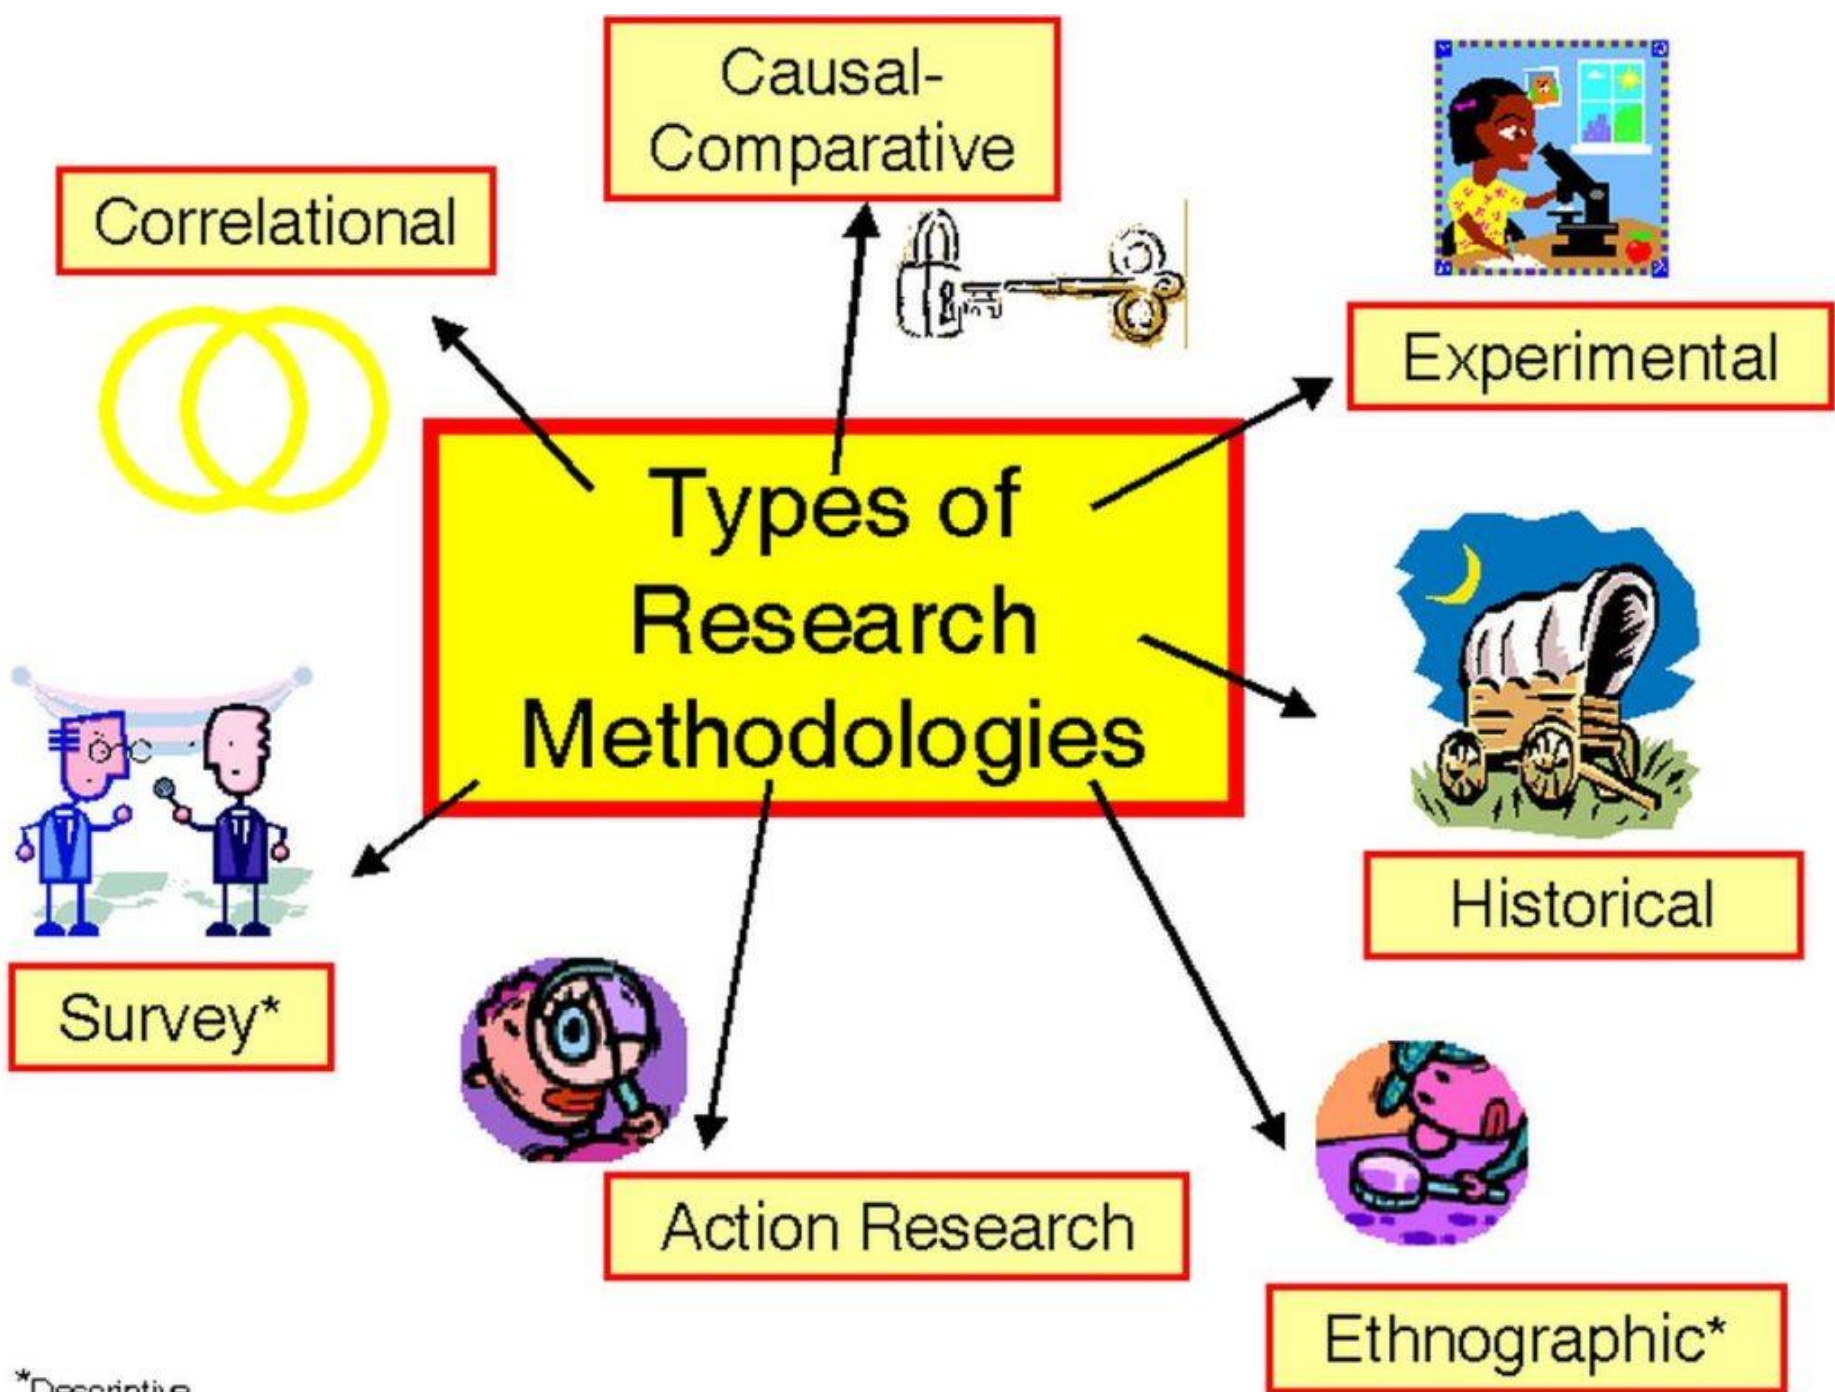 Causal-
Comparative
Correlational
Experimental
Types of
Research
Methodologies
Historical
Survey*
Action Research
Ethnographic*
*Descriptive